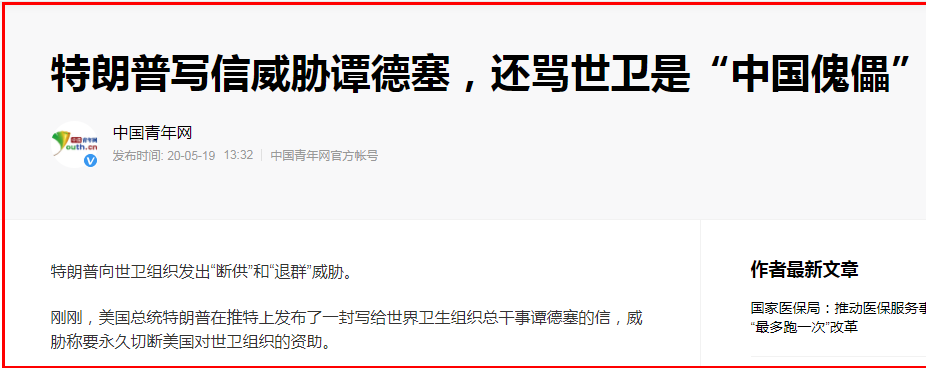 特朗普写信威胁谭德塞，还骂世卫是“中国傀儡”
中国青年网
发布时间: 20-05-19 13:32 中国青年网官方帐号
特朗普向世卫组织发出“断供”和“退群”威胁。
刚刚，美国总统特朗普在推特上发布了一封写给世界卫生组织总干事谭德塞的信，威
胁称要永久切断美国对世卫组织的资助。
作者最新文章
国家医保局：推动医保服务事
“最多跑一次”改革